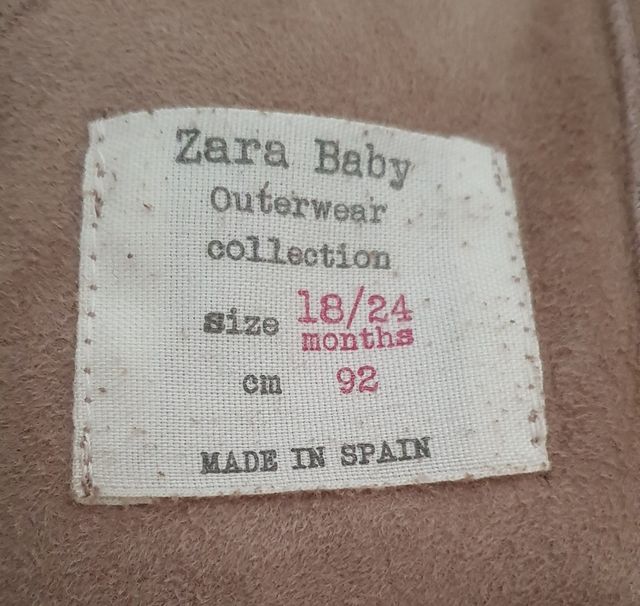 Zara Baby
Outerwear
collection
size 18/24
months
cm 92
MADE IN SPAIN